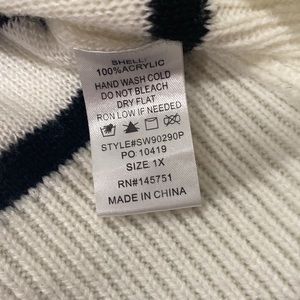 SHELL:
100%ACRYLIC
HAND WASH COLD
DO NOT BLEACH
DRY FLAT
RON LOW IF NEEDED
STYLE#SW90290P
PO 10419
SIZE 1X
RN#145751
MADE IN CHINA